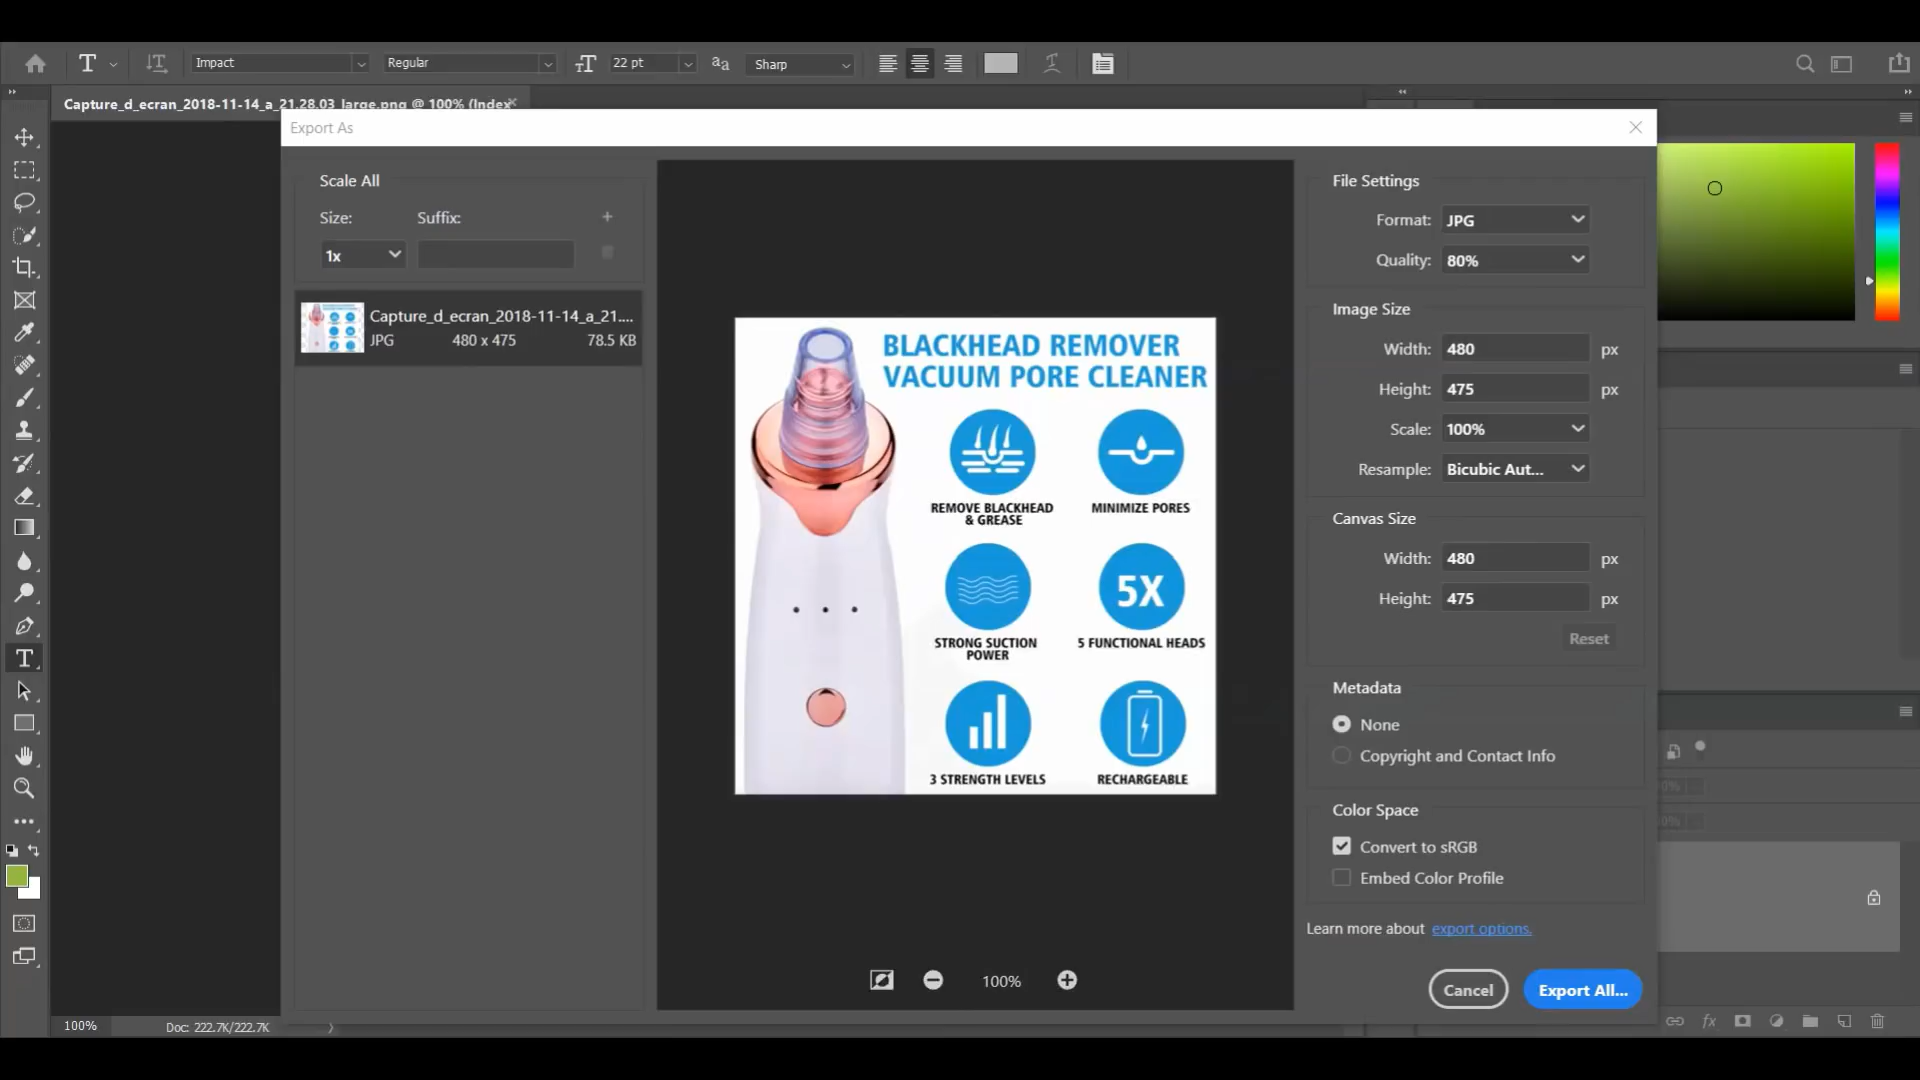 Impact
Regular
22 pt
Sharp
Capture_d_ecran_2018-11-14_a_21.28.03_large.png @ 100% (Index
Export As
Scale All
Size:
Suffix:
1x
Capture_d_ecran_2018-11-14_a_21....
JPG
480 x 475
78.5 KB
BLACKHEAD REMOVER
VACUUM PORE CLEANER
REMOVE BLACKHEAD
& GREASE
MINIMIZE PORES
STRONG SUCTION
POWER
5X
5 FUNCTIONAL HEADS
3 STRENGTH LEVELS
RECHARGEABLE
100%
File Settings
Format: JPG
Quality: 80%
Image Size
Width: 480 px
Height: 475 px
Scale: 100%
Resample: Bicubic Aut...
Canvas Size
Width: 480 px
Height: 475 px
Reset
Metadata
None
Copyright and Contact Info
Color Space
Convert to sRGB
Embed Color Profile
Learn more about export options.
Cancel
Export All...
100%
Doc: 222.7K/222.7K